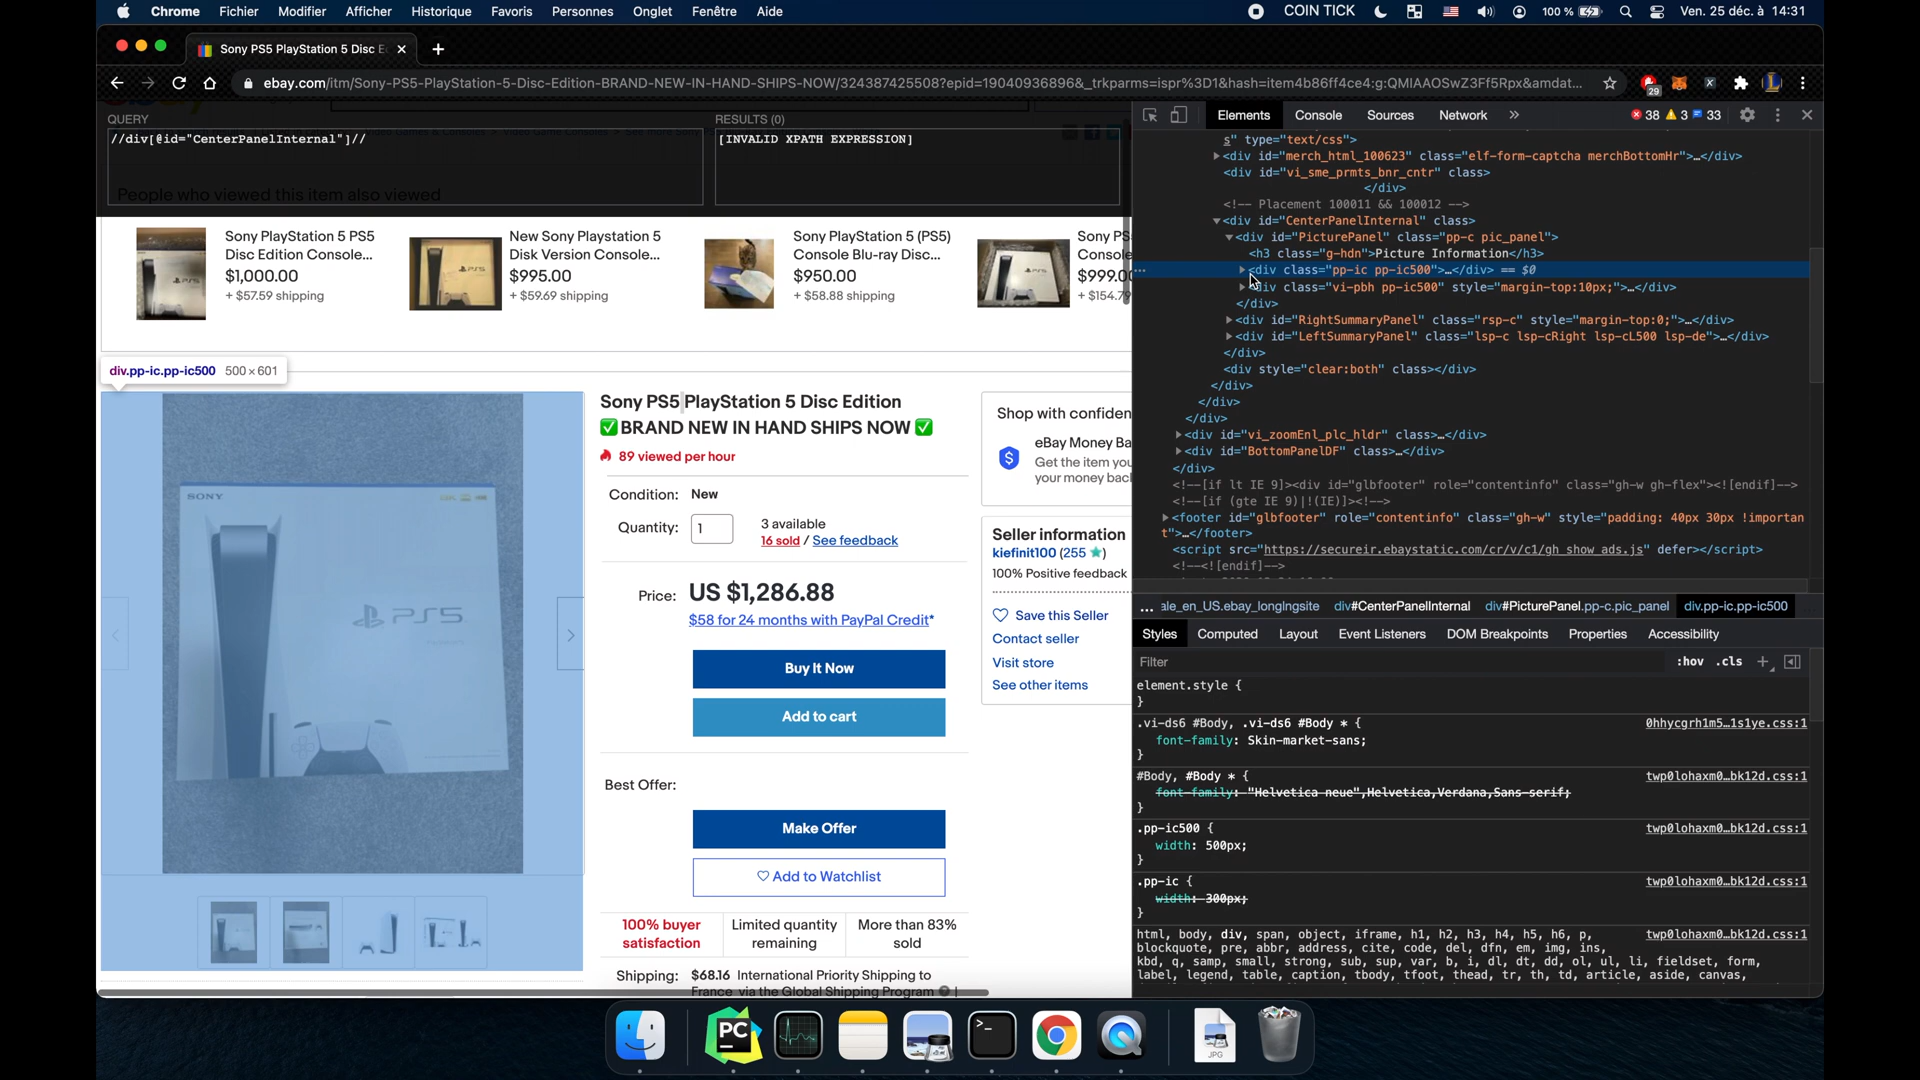 Chrome Fichier Modifier Afficher Historique Favoris Personnes Onglet Fenêtre Aide
COIN TICK 100 % Ven. 25 déc. à 14:31
Sony PS5 PlayStation 5 Disc E
ebay.com/itm/Sony-PS5-PlayStation-5-Disc-Edition-BRAND-NEW-IN-HAND-SHIPS-NOW/324387425508?epid=19040936896&_trkparms=ispr%3D1&hash=item4b86ff4ce4:g:QMIAAOSwZ3Ff5Rpx&amdat...
29
QUERY
//div[@id="CenterPanelInternal"]//
RESULTS (0)
[INVALID XPATH EXPRESSION]
People who viewed this item also viewed
Sony PlayStation 5 PS5
Disc Edition Console...
$1,000.00
+ $57.59 shipping
New Sony Playstation 5
Disk Version Console...
$995.00
+ $59.69 shipping
Sony PlayStation 5 (PS5)
Console Blu-ray Disc...
$950.00
+ $58.88 shipping
Sony PS
Console
$999.0
+ $154.7
div.pp-ic.pp-ic500 500×601
SONY
PS5
Sony PS5 PlayStation 5 Disc Edition
✅BRAND NEW IN HAND SHIPS NOW✅
89 viewed per hour
Condition: New
Quantity: 1
3 available
16 sold / See feedback
Price: US $1,286.88
$58 for 24 months with PayPal Credit*
Buy It Now
Add to cart
Best Offer:
Make Offer
Add to Watchlist
100% buyer
satisfaction
Limited quantity
remaining
More than 83%
sold
Shipping: $68.16 International Priority Shipping to
France via the Global Shipping Program
Shop with confiden
eBay Money Ba
Get the item you
your money back
Seller information
kiefinit100 (255 ★)
100% Positive feedback
Save this Seller
Contact seller
Visit store
See other items
Elements Console Sources Network » 38 3 33
s" type="text/css">
<div id="merch_html_100623" class="elf-form-captcha merchBottomHr">…</div>
<div id="vi_sme_prmts_bnr_cntr" class>
</div>
<!-- Placement 100011 && 100012 -->
<div id="CenterPanelInternal" class>
<div id="PicturePanel" class="pp-c pic_panel">
<h3 class="g-hdn">Picture Information</h3>
<div class="pp-ic pp-ic500">…</div> == $0
<div class="vi-pbh pp-ic500" style="margin-top:10px;">…</div>
</div>
<div id="RightSummaryPanel" class="rsp-c" style="margin-top:0;">…</div>
<div id="LeftSummaryPanel" class="lsp-c lsp-cRight lsp-cL500 lsp-de">…</div>
</div>
<div style="clear:both" class></div>
</div>
</div>
</div>
<div id="vi_zoomEnl_plc_hldr" class>…</div>
<div id="BottomPanelDF" class>…</div>
</div>
<!--[if lt IE 9]><div id="glbfooter" role="contentinfo" class="gh-w gh-flex"><![endif]-->
<!--[if (gte IE 9)|!(IE)]><!-->
<footer id="glbfooter" role="contentinfo" class="gh-w" style="padding: 40px 30px !importan
t">…</footer>
<script src="https://secureir.ebaystatic.com/cr/v/c1/gh_show_ads.js" defer></script>
<!--<![endif]-->
... ale_en_US.ebay_longlngsite div#CenterPanelInternal div#PicturePanel.pp-c.pic_panel div.pp-ic.pp-ic500
Styles Computed Layout Event Listeners DOM Breakpoints Properties Accessibility
Filter :hov .cls
element.style {
}
.vi-ds6 #Body, .vi-ds6 #Body * { 0hhycgrh1m5…1s1ye.css:1
font-family: Skin-market-sans;
}
#Body, #Body * { twp0lohaxm0…bk12d.css:1
font-family: "Helvetica neue",Helvetica,Verdana,Sans-serif;
}
.pp-ic500 { twp0lohaxm0…bk12d.css:1
width: 500px;
}
.pp-ic { twp0lohaxm0…bk12d.css:1
width: 300px;
}
html, body, div, span, object, iframe, h1, h2, h3, h4, h5, h6, p, twp0lohaxm0…bk12d.css:1
blockquote, pre, abbr, address, cite, code, del, dfn, em, img, ins,
kbd, q, samp, small, strong, sub, sup, var, b, i, dl, dt, dd, ol, ul, li, fieldset, form,
label, legend, table, caption, tbody, tfoot, thead, tr, th, td, article, aside, canvas,
PC
JPG